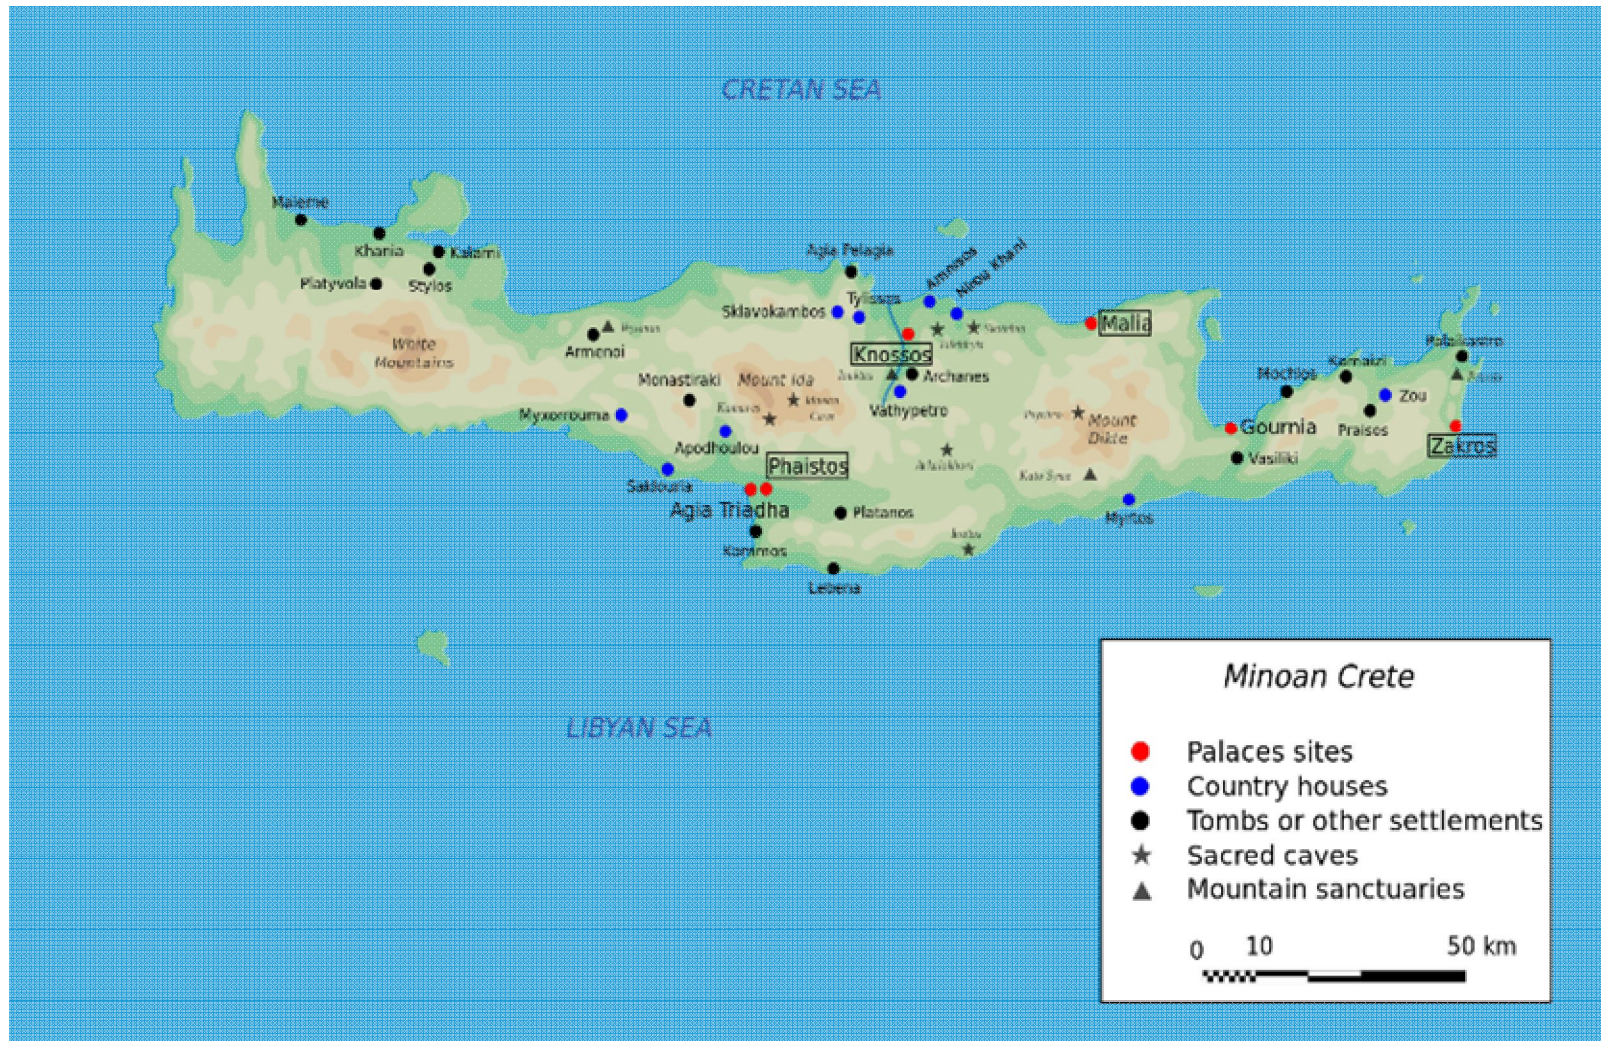 CRETAN SEA
Maleme
Khania
Kalami
Platyvola
Stylos
Agia Pelagia
Amnisos
Nirou Khani
Tylissos
Sklavokambos
Malia
Armenoi
White
Mountains
Knossos
Palaikastro
Kamaizi
Mochlos
Monastiraki
Mount Ida
Archanes
Zou
Myxorrouma
Vathypetro
Mount
Dikte
Gournia
Praisos
Zakros
Apodhoulou
Phaistos
Vasiliki
Kato Syme
Agia Triadha
Platanos
Myrtos
Kommos
Lebena
LIBYAN SEA
Minoan Crete
Palaces sites
Country houses
Tombs or other settlements
Sacred caves
Mountain sanctuaries
0 10 50 km